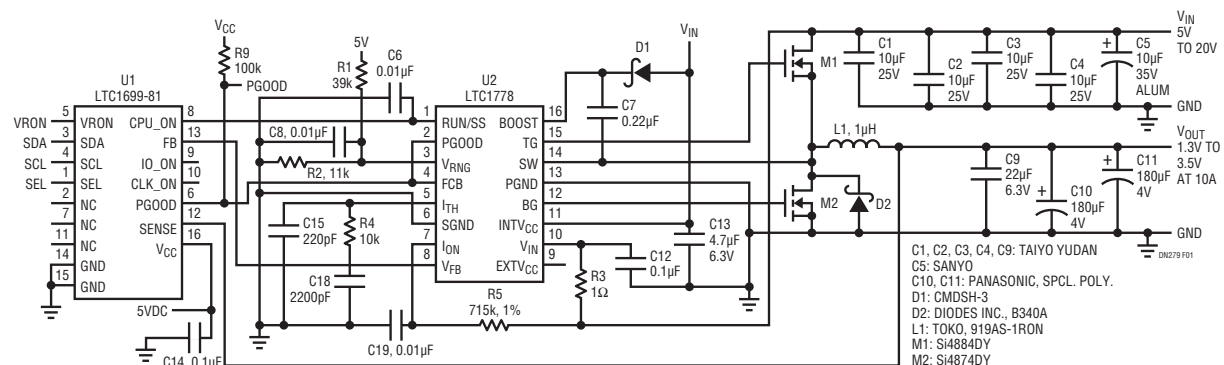 VCC
R9
100k
PGOOD
U1
LTC1699-81
VRON 5 VRON CPU_ON 8
SDA 3 SDA FB 13
SCL 4 SCL IO_ON 9
SEL 1 SEL CLK_ON 10
2 NC PGOOD 6
7 NC SENSE 12
11 NC VCC 16
14 GND
15 GND
5VDC
C14, 0.1µF
5V
R1
39k
C6
0.01µF
C8, 0.01µF
R2, 11k
C15
220pF
R4
10k
C18
2200pF
C19, 0.01µF
R5
715k, 1%
U2
LTC1778
1 RUN/SS BOOST 16
2 PGOOD TG 15
3 VRNG SW 14
4 FCB PGND 13
5 ITH BG 12
6 SGND INTVCC 11
7 ION VIN 10
8 VFB EXTVCC 9
D1
VIN
C7
0.22µF
C13
4.7µF
6.3V
C12
0.1µF
R3
1Ω
M1
M2
D2
L1, 1µH
C1
10µF
25V
C2
10µF
25V
C3
10µF
25V
C4
10µF
25V
+
C5
10µF
35V
ALUM
VIN
5V
TO 20V
GND
VOUT
1.3V TO
3.5V
AT 10A
C9
22µF
6.3V
+
C10
180µF
4V
+
C11
180µF
4V
GND
DN279 F01
C1, C2, C3, C4, C9: TAIYO YUDAN
C5: SANYO
C10, C11: PANASONIC, SPCL. POLY.
D1: CMDSH-3
D2: DIODES INC., B340A
L1: TOKO, 919AS-1RON
M1: Si4884DY
M2: Si4874DY